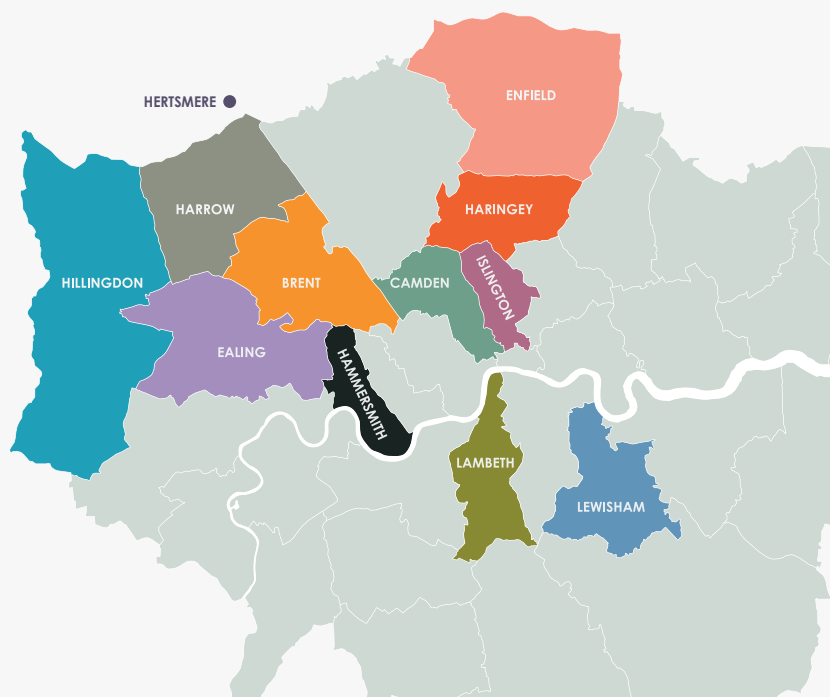 ENFIELD
HERTSMERE
HARROW
HARINGEY
HILLINGDON
BRENT
CAMDEN
ISLINGTON
EALING
HAMMERSMITH
LAMBETH
LEWISHAM